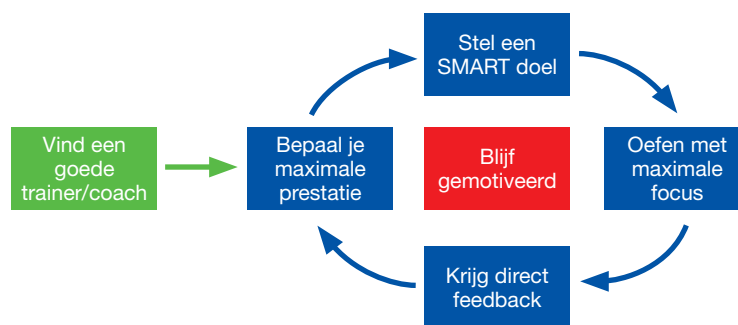 Stel een
SMART doel
Vind een
goede
trainer/coach
Bepaal je
maximale
prestatie
Blijf
gemotiveerd
Oefen met
maximale
focus
Krijg direct
feedback